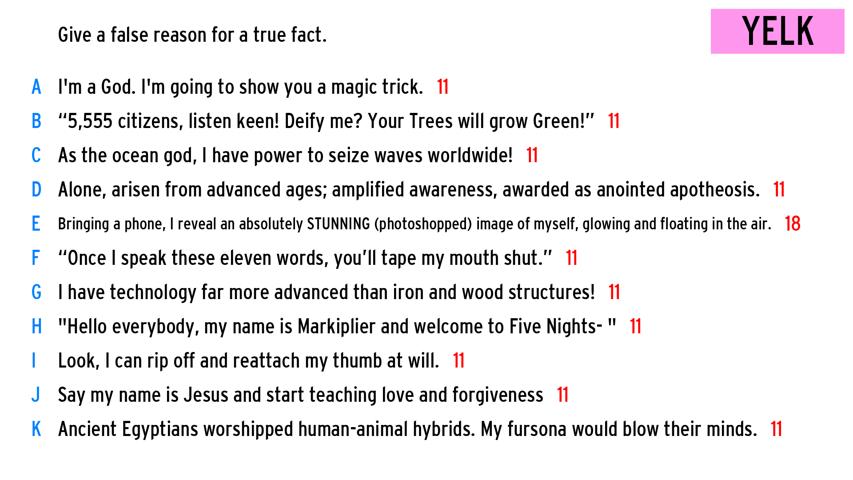 Give a false reason for a true fact.
YELK
A I'm a God. I'm going to show you a magic trick. 11
B “5,555 citizens, listen keen! Deify me? Your Trees will grow Green!” 11
C As the ocean god, I have power to seize waves worldwide! 11
D Alone, arisen from advanced ages; amplified awareness, awarded as anointed apotheosis. 11
E Bringing a phone, I reveal an absolutely STUNNING (photoshopped) image of myself, glowing and floating in the air. 18
F “Once I speak these eleven words, you’ll tape my mouth shut.” 11
G I have technology far more advanced than iron and wood structures! 11
H "Hello everybody, my name is Markiplier and welcome to Five Nights- " 11
I Look, I can rip off and reattach my thumb at will. 11
J Say my name is Jesus and start teaching love and forgiveness 11
K Ancient Egyptians worshipped human-animal hybrids. My fursona would blow their minds. 11